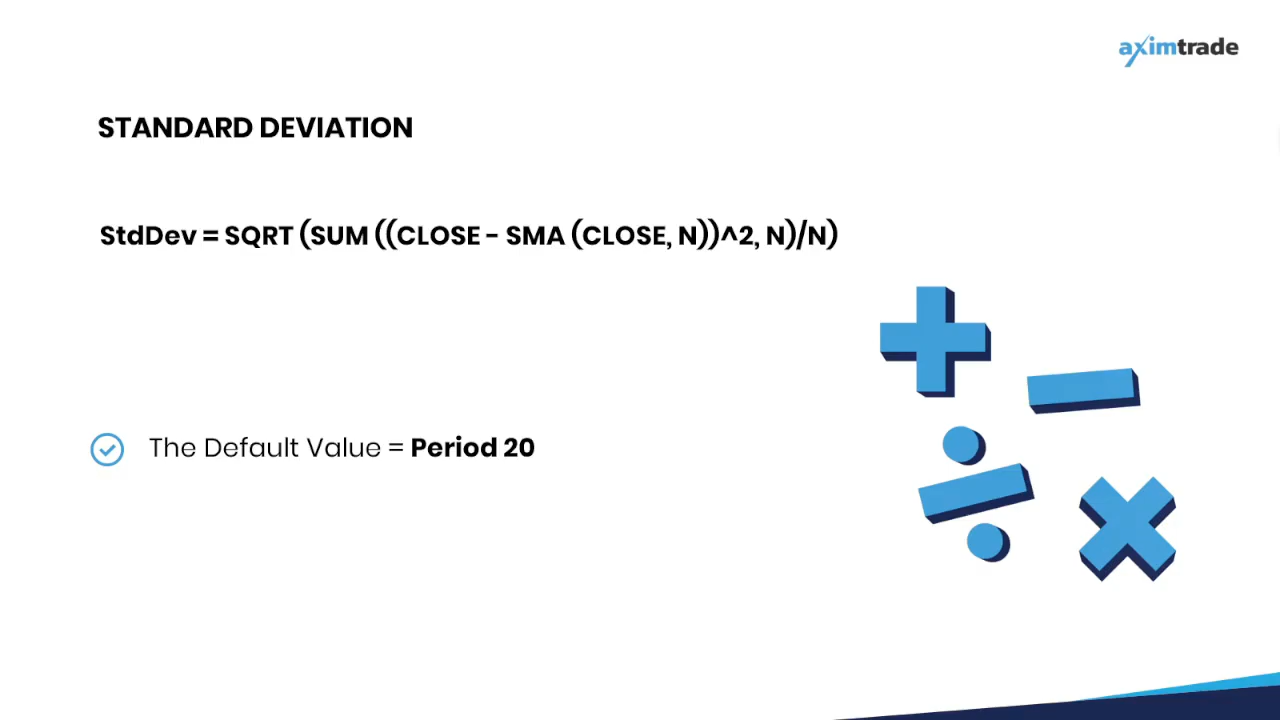 aximtrade
STANDARD DEVIATION
StdDev = SQRT (SUM ((CLOSE - SMA (CLOSE, N))^2, N)/N)
The Default Value = Period 20